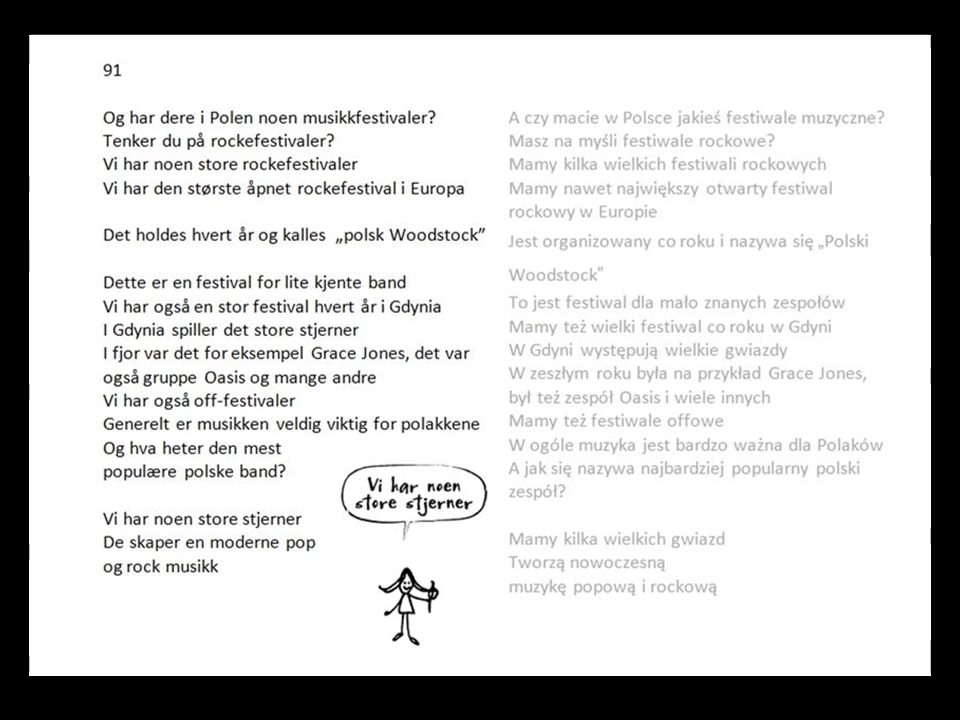 91
Og har dere i Polen noen musikkfestivaler?
Tenker du på rockefestivaler?
Vi har noen store rockefestivaler
Vi har den største åpnet rockefestival i Europa
Det holdes hvert år og kalles „polsk Woodstock”
Dette er en festival for lite kjente band
Vi har også en stor festival hvert år i Gdynia
I Gdynia spiller det store stjerner
I fjor var det for eksempel Grace Jones, det var
også gruppe Oasis og mange andre
Vi har også off-festivaler
Generelt er musikken veldig viktig for polakkene
Og hva heter den mest
populære polske band?
Vi har noen store stjerner
De skaper en moderne pop
og rock musikk
Vi har noen
store stjerner
A czy macie w Polsce jakieś festiwale muzyczne?
Masz na myśli festiwale rockowe?
Mamy kilka wielkich festiwali rockowych
Mamy nawet największy otwarty festiwal
rockowy w Europie
Jest organizowany co roku i nazywa się „Polski
Woodstock”
To jest festiwal dla mało znanych zespołów
Mamy też wielki festiwal co roku w Gdyni
W Gdyni występują wielkie gwiazdy
W zeszłym roku była na przykład Grace Jones,
był też zespół Oasis i wiele innych
Mamy też festiwale offowe
W ogóle muzyka jest bardzo ważna dla Polaków
A jak się nazywa najbardziej popularny polski
zespół?
Mamy kilka wielkich gwiazd
Tworzą nowoczesną
muzykę popową i rockową